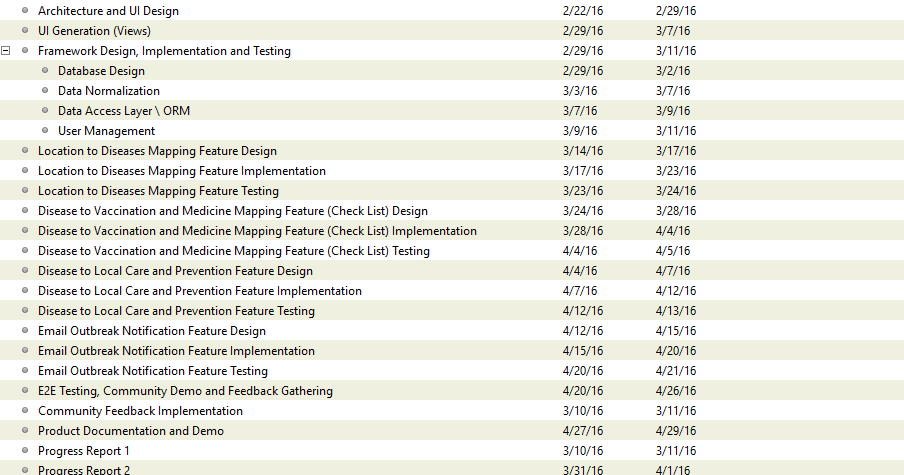 Architecture and UI Design 2/22/16 2/29/16
UI Generation (Views) 2/29/16 3/7/16
Framework Design, Implementation and Testing 2/29/16 3/11/16
Database Design 2/29/16 3/2/16
Data Normalization 3/3/16 3/7/16
Data Access Layer \ ORM 3/7/16 3/9/16
User Management 3/9/16 3/11/16
Location to Diseases Mapping Feature Design 3/14/16 3/17/16
Location to Diseases Mapping Feature Implementation 3/17/16 3/23/16
Location to Diseases Mapping Feature Testing 3/23/16 3/24/16
Disease to Vaccination and Medicine Mapping Feature (Check List) Design 3/24/16 3/28/16
Disease to Vaccination and Medicine Mapping Feature (Check List) Implementation 3/28/16 4/4/16
Disease to Vaccination and Medicine Mapping Feature (Check List) Testing 4/4/16 4/5/16
Disease to Local Care and Prevention Feature Design 4/4/16 4/7/16
Disease to Local Care and Prevention Feature Implementation 4/7/16 4/12/16
Disease to Local Care and Prevention Feature Testing 4/12/16 4/13/16
Email Outbreak Notification Feature Design 4/12/16 4/15/16
Email Outbreak Notification Feature Implementation 4/15/16 4/20/16
Email Outbreak Notification Feature Testing 4/20/16 4/21/16
E2E Testing, Community Demo and Feedback Gathering 4/20/16 4/26/16
Community Feedback Implementation 3/10/16 3/11/16
Product Documentation and Demo 4/27/16 4/29/16
Progress Report 1 3/10/16 3/11/16
Progress Report 2 3/31/16 4/1/16